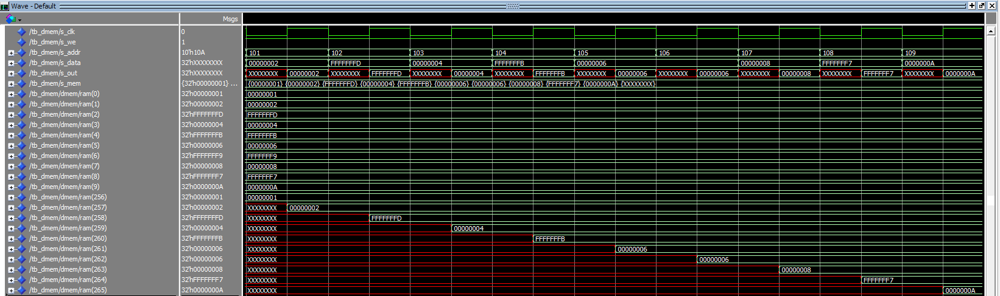 Wave - Default
Msgs
/tb_dmem/s_clk 0
/tb_dmem/s_we 1
/tb_dmem/s_addr 10'h10A 101 102 103 104 105 106 107 108 109
/tb_dmem/s_data 32'hXXXXXXXX 00000002 FFFFFFFD 00000004 FFFFFFFB 00000006 00000008 FFFFFFF7 0000000A
/tb_dmem/s_out 32'hXXXXXXXX XXXXXXXX 00000002 XXXXXXXX FFFFFFFD XXXXXXXX 00000004 XXXXXXXX FFFFFFFB XXXXXXXX 00000006 XXXXXXXX 00000006 XXXXXXXX 00000008 XXXXXXXX FFFFFFF7 XXXXXXXX 0000000A
/tb_dmem/s_mem {32'h00000001} ... {00000001} {00000002} {FFFFFFFD} {00000004} {FFFFFFFB} {00000006} {00000006} {00000008} {FFFFFFF7} {0000000A} {XXXXXXXX}
/tb_dmem/dmem/ram(0) 32'h00000001 00000001
/tb_dmem/dmem/ram(1) 32'h00000002 00000002
/tb_dmem/dmem/ram(2) 32'hFFFFFFFD FFFFFFFD
/tb_dmem/dmem/ram(3) 32'h00000004 00000004
/tb_dmem/dmem/ram(4) 32'hFFFFFFFB FFFFFFFB
/tb_dmem/dmem/ram(5) 32'h00000006 00000006
/tb_dmem/dmem/ram(6) 32'hFFFFFFF9 FFFFFFF9
/tb_dmem/dmem/ram(7) 32'h00000008 00000008
/tb_dmem/dmem/ram(8) 32'hFFFFFFF7 FFFFFFF7
/tb_dmem/dmem/ram(9) 32'h0000000A 0000000A
/tb_dmem/dmem/ram(256) 32'h00000001 00000001
/tb_dmem/dmem/ram(257) 32'h00000002 XXXXXXXX 00000002
/tb_dmem/dmem/ram(258) 32'hFFFFFFFD XXXXXXXX FFFFFFFD
/tb_dmem/dmem/ram(259) 32'h00000004 XXXXXXXX 00000004
/tb_dmem/dmem/ram(260) 32'hFFFFFFFB XXXXXXXX FFFFFFFB
/tb_dmem/dmem/ram(261) 32'h00000006 XXXXXXXX 00000006
/tb_dmem/dmem/ram(262) 32'h00000006 XXXXXXXX 00000006
/tb_dmem/dmem/ram(263) 32'h00000008 XXXXXXXX 00000008
/tb_dmem/dmem/ram(264) 32'hFFFFFFF7 XXXXXXXX FFFFFFF7
/tb_dmem/dmem/ram(265) 32'h0000000A XXXXXXXX 0000000A